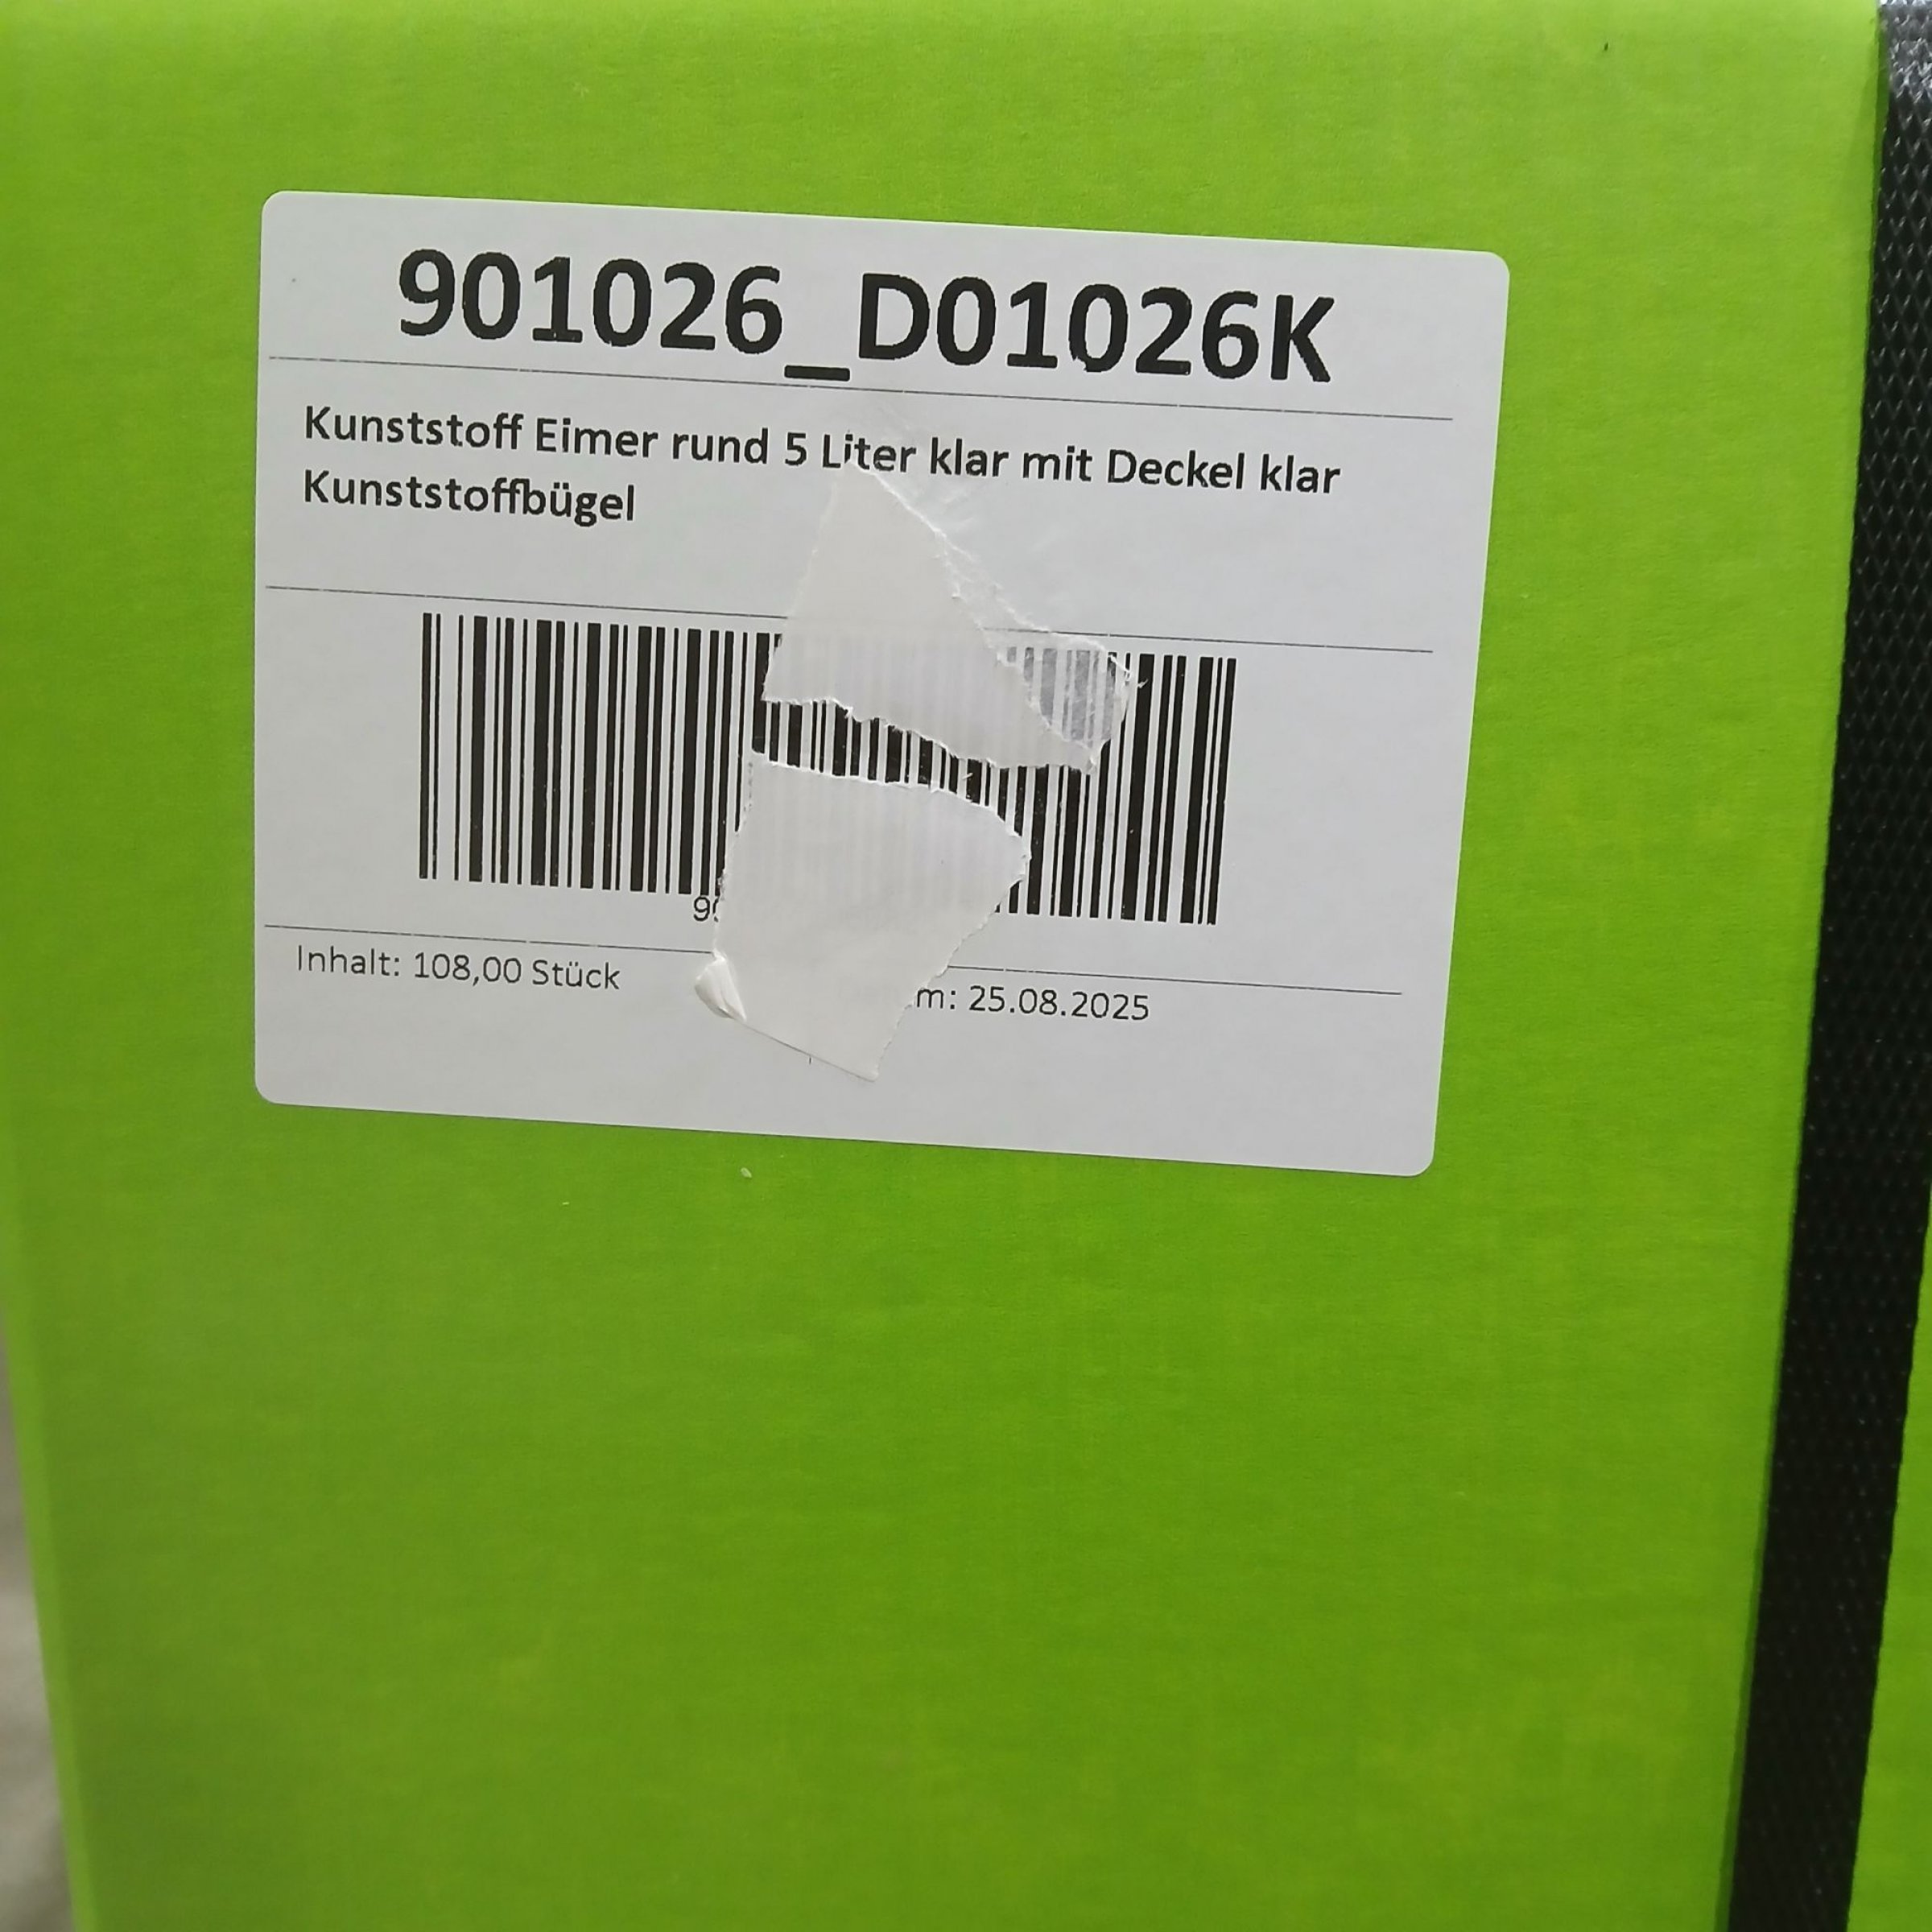 901026_D01026K
Kunststoff Eimer rund 5 Liter klar mit Deckel klar
Kunststoffbügel
Inhalt: 108,00 Stück
25.08.2025